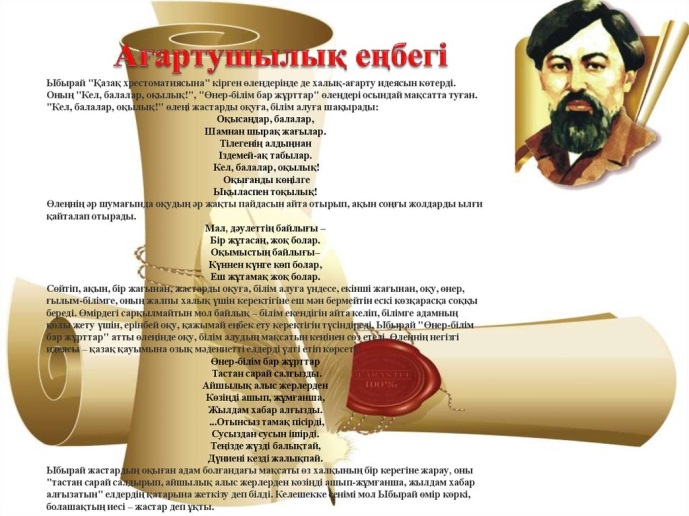 Ағартушылық еңбегі
Ыбырай "Қазақ хрестоматиясына" кірген өлеңдерінде де халық-ағарту идеясын көтерді.
Оның "Кел, балалар, оқылық!", "Өнер-білім бар жұрттар" өлеңдері осындай мақсатта туған.
"Кел, балалар, оқылық!" өлеңі жастарды оқуға, білім алуға шақырады:
Оқысаңдар, балалар,
Шамнан шырақ жағылар.
Тілегенің алдыңнан
Іздемей-ақ табылар.
Кел, балалар, оқылық!
Оқығанды көңілге
Ықыласпен тоқылық!
Өлеңнің әр шумағында оқудың әр жақты пайдасын айта отырып, ақын соңғы жолдарды ылғи
қайталап отырады.
Мал, дәулеттің байлығы –
Бір жұтасаң, жоқ болар.
Оқымыстың байлығы–
Күннен күнге көп болар,
Еш жұтамақ жоқ болар.
Сөйтіп, ақын, бір жағынан, жастарды оқуға, білім алуға үндесе, екінші жағынан, оқу, өнер,
ғылым-білімге, оның жалпы халық үшін керектігіне еш мән бермейтін ескі көзқарасқа соққы
береді. Өмірдегі сарқылмайтын мол байлық – білім екендігін айта келіп, білімге адамның
қолы жету үшін, ерінбей оқу, қажымай еңбек ету керектігін түсіндіреді. Ыбырай "Өнер-білім
бар жұрттар" атты өлеңінде оқу, білім алудың мақсатын кеңінен сөз етеді. Өлеңнің негізгі
идеясы – қазақ қауымына озық мәдениетті елдерді үлгі етіп көрсету.
Өнер-білім бар жұрттар
Тастан сарай салғызды.
Айшылық алыс жерлерден
Көзіңді ашып, жұмғанша,
Жылдам хабар алғызды.
...Отынсыз тамақ пісірді,
Сусыздан сусын ішірді.
Теңізде жүзді балықтай,
Дүниені кезді жалықпай.
Ыбырай жастардың оқыған адам болғандағы мақсаты өз халқының бір керегіне жарау, оны
"тастан сарай салдырып, айшылық алыс жерлерден көзіңді ашып-жұмғанша, жылдам хабар
алғызатын" елдердің қатарына жеткізу деп білді. Келешекке сенімі мол Ыбырай өмір көркі,
болашақтың иесі – жастар деп ұқты.
100%